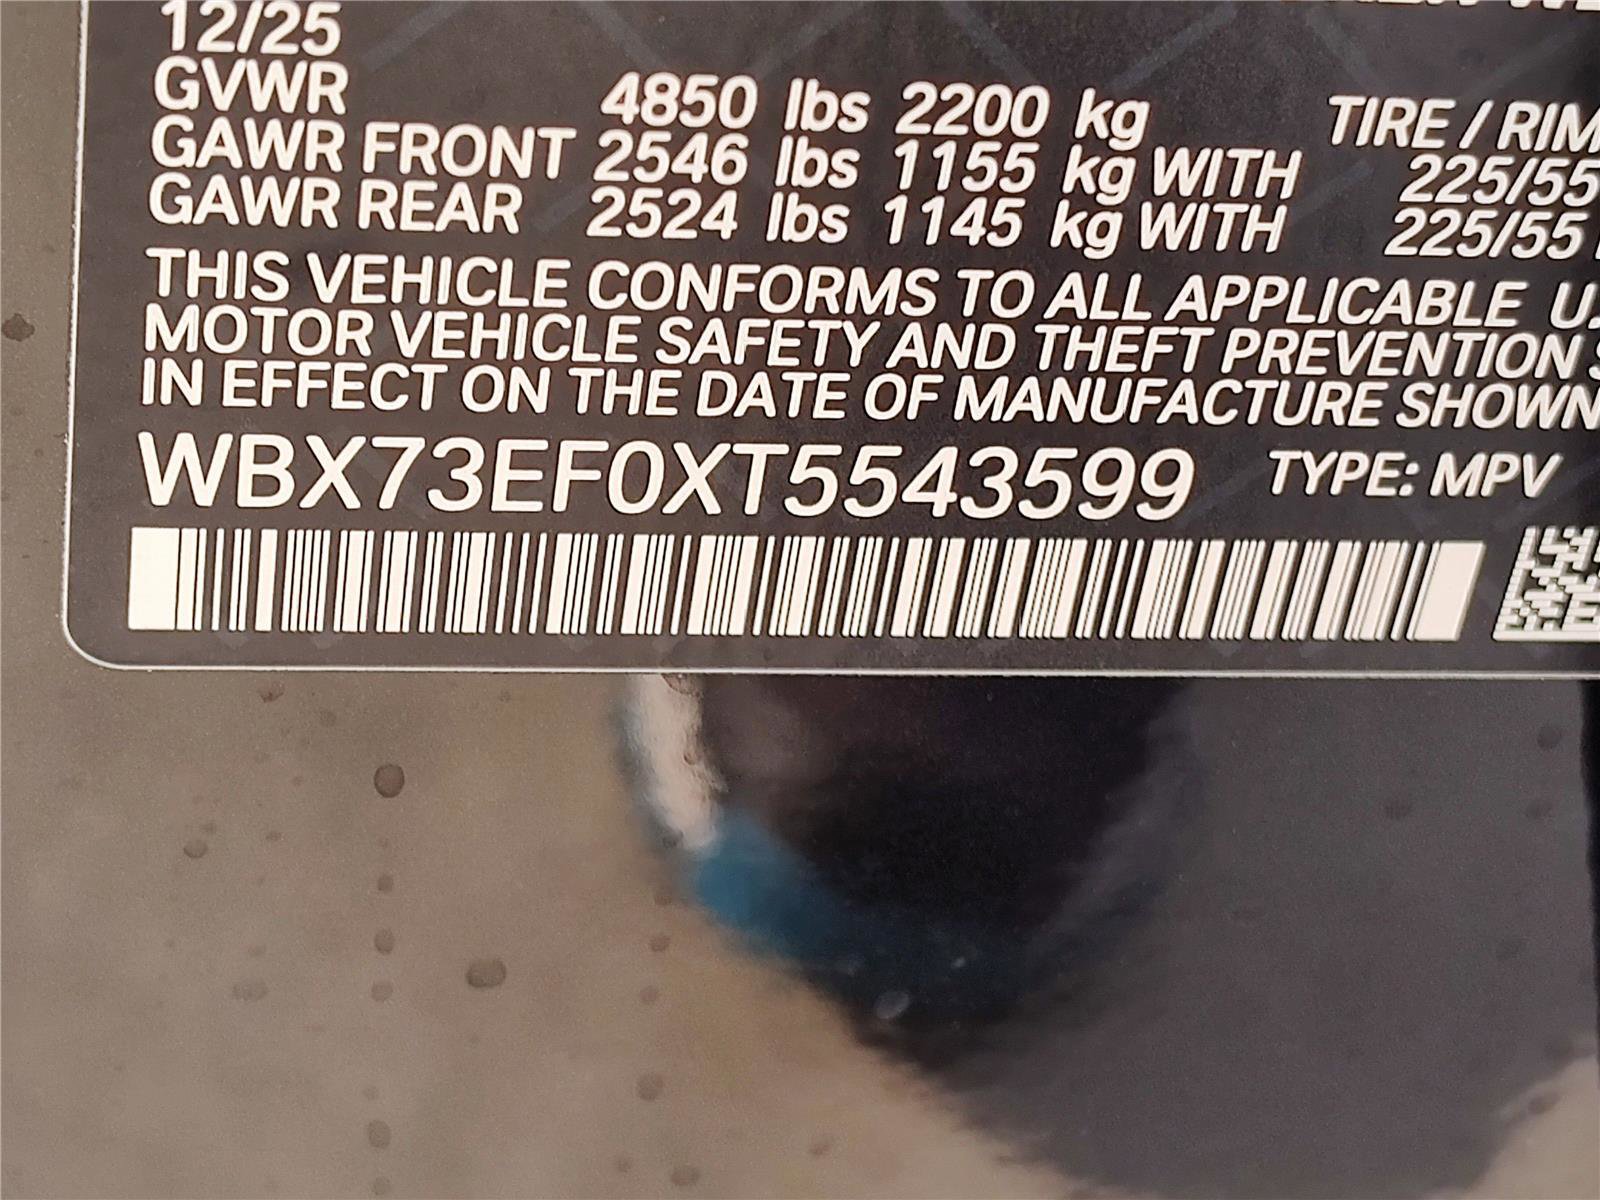 12/25
GVWR 4850 lbs 2200 kg TIRE / RIM
GAWR FRONT 2546 lbs 1155 kg WITH 225/55
GAWR REAR 2524 lbs 1145 kg WITH 225/55
THIS VEHICLE CONFORMS TO ALL APPLICABLE U.
MOTOR VEHICLE SAFETY AND THEFT PREVENTION S
IN EFFECT ON THE DATE OF MANUFACTURE SHOWN
WBX73EF0XT5543599 TYPE: MPV